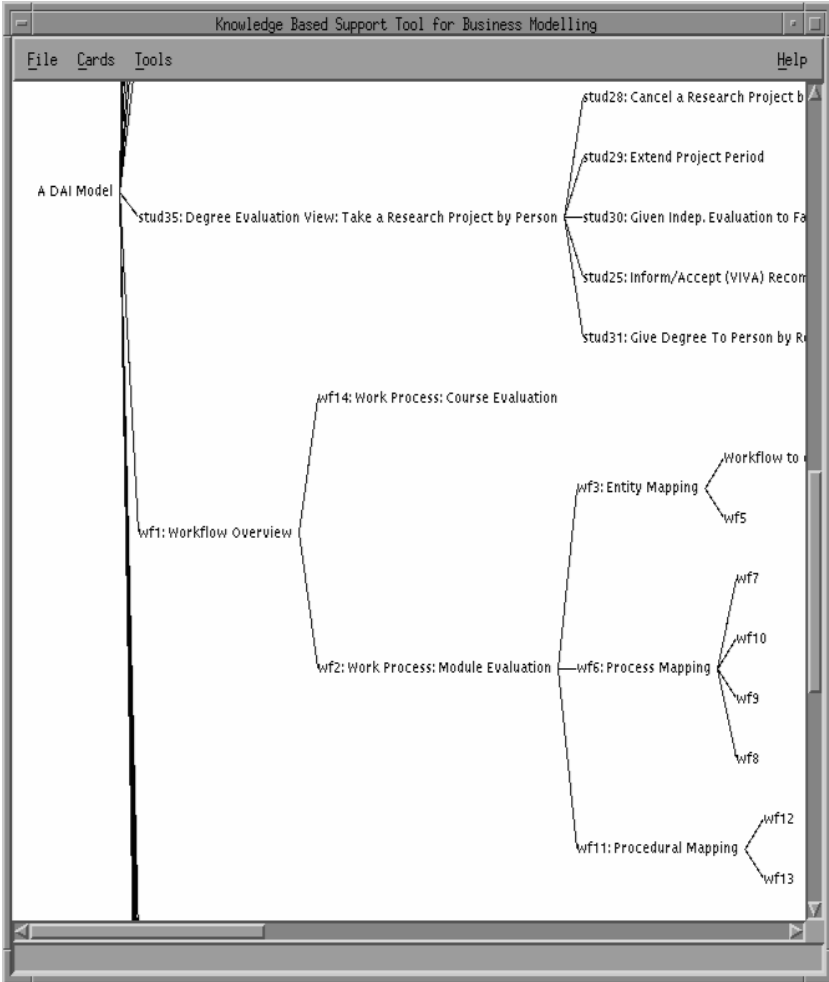 Knowledge Based Support Tool for Business Modelling
File Cards Tools Help
stud28: Cancel a Research Project b
stud29: Extend Project Period
A DAI Model
stud35: Degree Evaluation View: Take a Research Project by Person
stud30: Given Indep. Evaluation to Fa
stud25: Inform/Accept (VIVA) Recom
stud31: Give Degree To Person by R
wf14: Work Process: Course Evaluation
Workflow to
wf3: Entity Mapping
wf5
wf1: Workflow Overview
wf7
wf10
wf2: Work Process: Module Evaluation
wf6: Process Mapping
wf9
wf8
wf12
wf11: Procedural Mapping
wf13